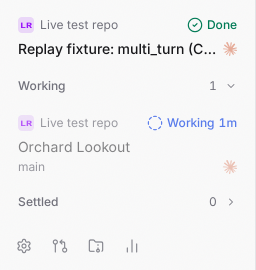 LR Live test repo Done
Replay fixture: multi_turn (C...
Working 1
LR Live test repo Working 1m
Orchard Lookout
main
Settled 0